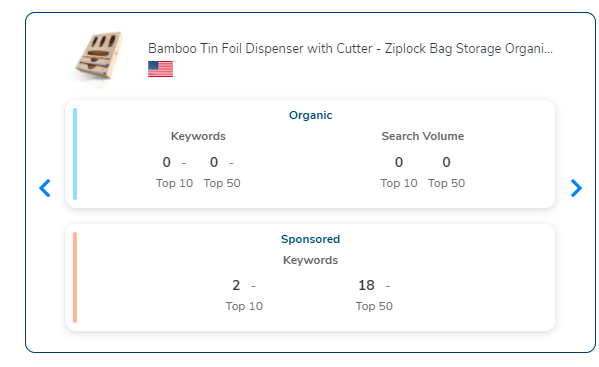 Bamboo Tin Foil Dispenser with Cutter - Ziplock Bag Storage Organi...
Organic
Keywords
Search Volume
0 - 0 -
0 0
Top 10 Top 50
Top 10 Top 50
Sponsored
Keywords
2 - 18 -
Top 10 Top 50